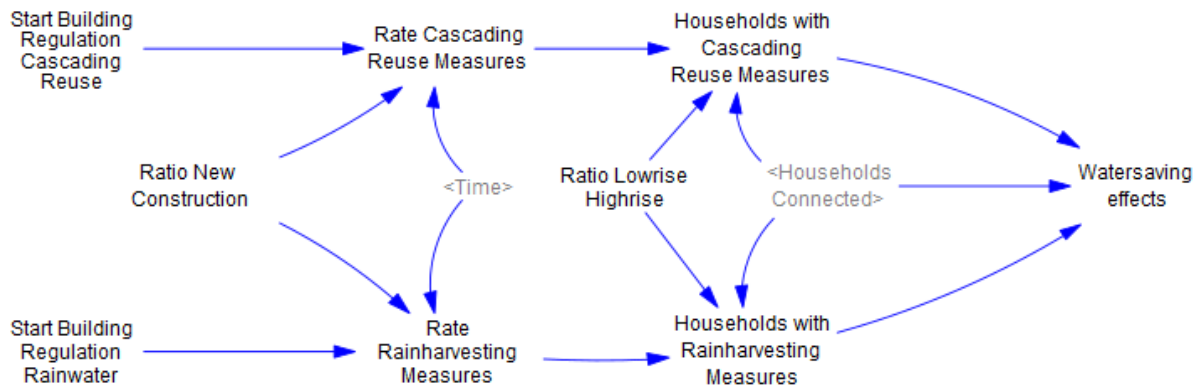 Start Building
Regulation
Cascading
Reuse
Rate Cascading
Reuse Measures
Households with
Cascading
Reuse Measures
Ratio New
Construction
<Time>
Ratio Lowrise
Highrise
<Households
Connected>
Watersaving
effects
Start Building
Regulation
Rainwater
Rate
Rainharvesting
Measures
Households with
Rainharvesting
Measures